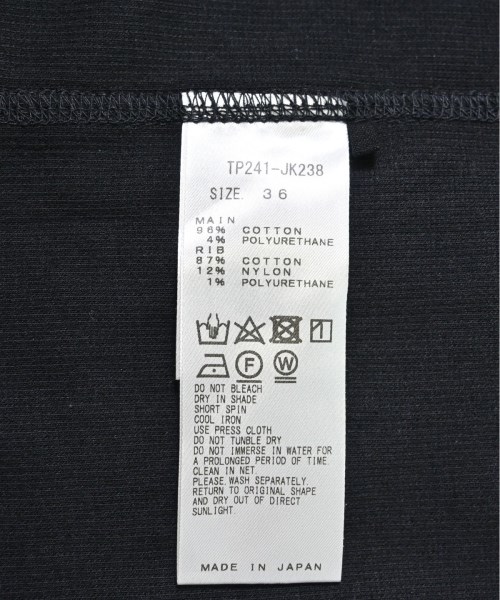 TP241-JK238
SIZE. 36
MAIN
96% COTTON
4% POLYURETHANE
RIB
87% COTTON
12% NYLON
1% POLYURETHANE
F W
DO NOT BLEACH
DRY IN SHADE
SHORT SPIN
COOL IRON
USE PRESS CLOTH
DO NOT TUNBLE DRY
DO NOT IMMERSE IN WATER FOR
A PROLONGED PERIOD OF TIME.
CLEAN IN NET.
PLEASE WASH SEPARATELY.
RETURN TO ORIGINAL SHAPE
AND DRY OUT OF DIRECT
SUNLIGHT.
MADE IN JAPAN